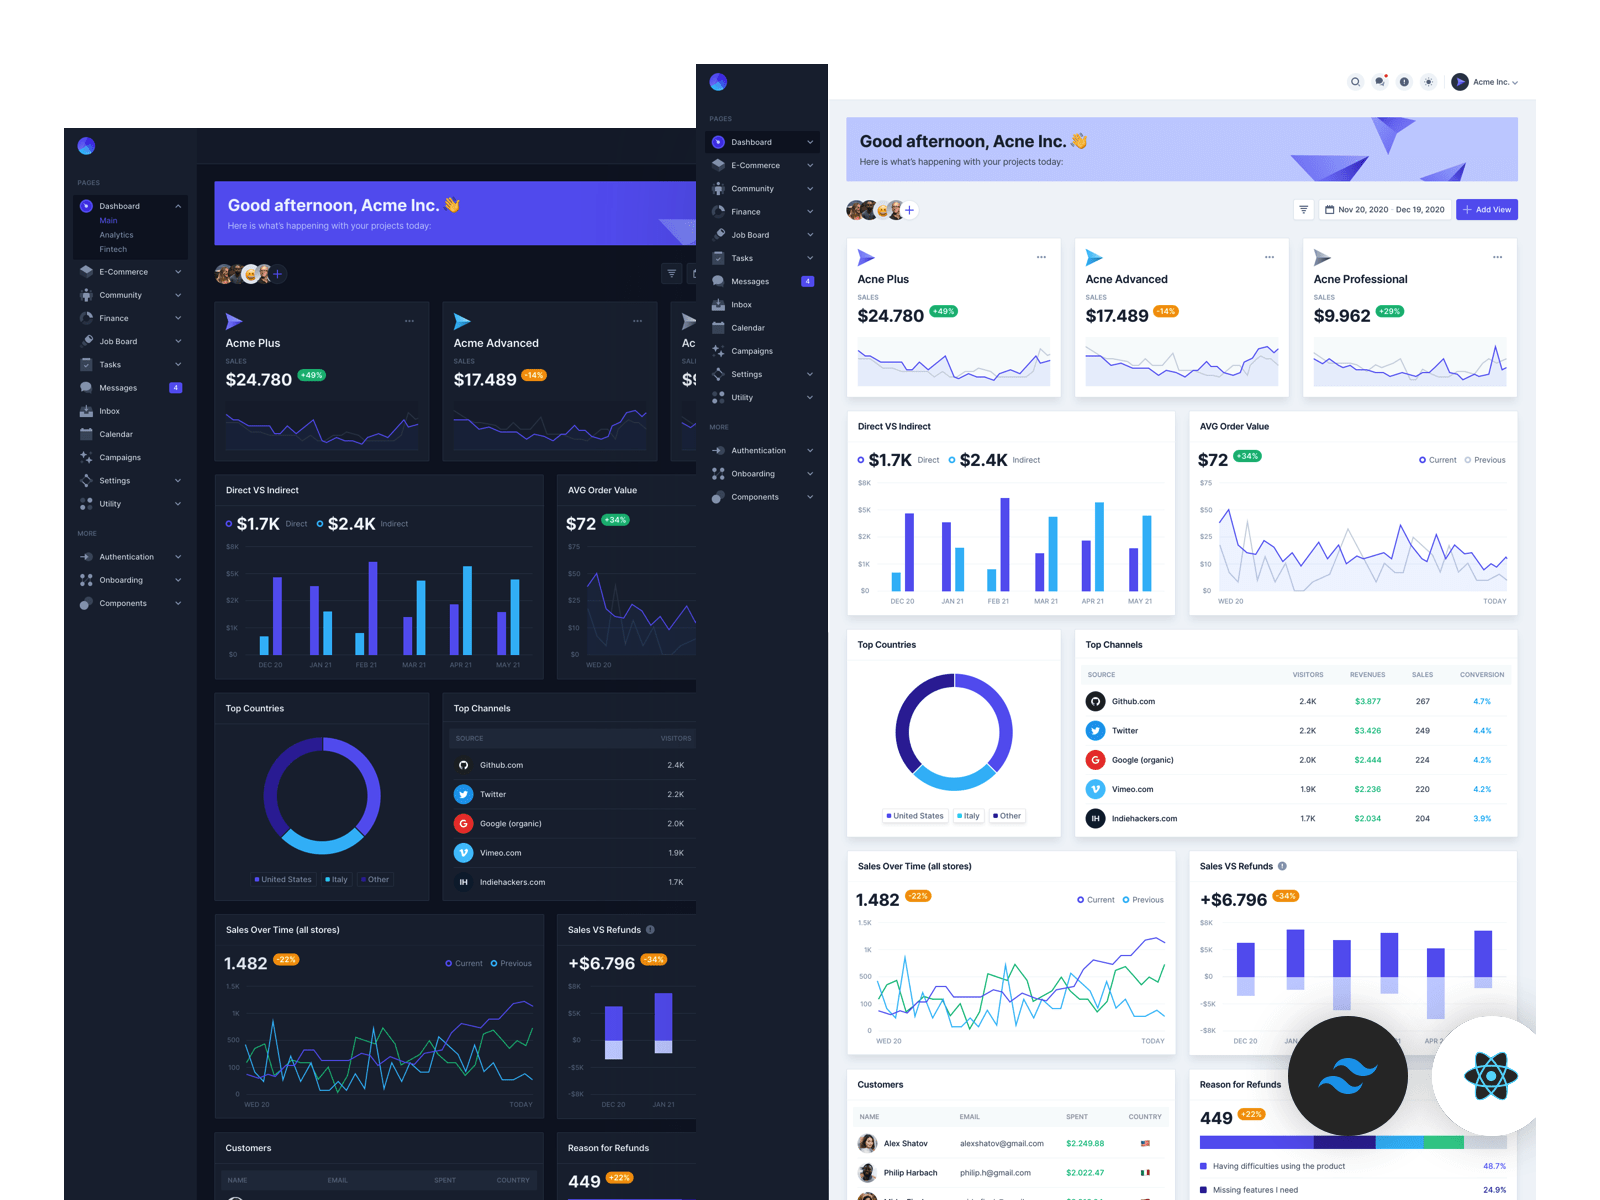 PAGES
Dashboard
Main
Analytics
Fintech
E-Commerce
Community
Finance
Job Board
Tasks
Messages 4
Inbox
Calendar
Campaigns
Settings
Utility
MORE
Authentication
Onboarding
Components
Good afternoon, Acme Inc. 👋
Here is what's happening with your projects today:
Acme Plus
SALES
$24.780 +49%
Acme Advanced
SALES
$17.489 -14%
Ac
SAL
Direct VS Indirect
$1.7K Direct $2.4K Indirect
$8K
$5K
$2K
$1K
$0
DEC 20 JAN 21 FEB 21 MAR 21 APR 21 MAY 21
AVG Order Value
$72 +34%
$75
$50
$25
$10
$0
WED 20
Top Countries
United States Italy Other
Top Channels
SOURCE VISITORS
Github.com 2.4K
Twitter 2.2K
Google (organic) 2.0K
Vimeo.com 1.9K
IH Indiehackers.com 1.7K
Sales Over Time (all stores)
1.482 -22%
Current Previous
1.5K
1K
500
100
0
WED 20 TODAY
Sales VS Refunds
+$6.796 -34%
$8K
$5K
$0
-$5K
-$8K
DEC 20 JAN 21
Customers
NAME EMAIL SPENT COUNTRY
Reason for Refunds
449 +22%
PAGES
Dashboard
E-Commerce
Community
Finance
Job Board
Tasks
Messages 4
Inbox
Calendar
Campaigns
Settings
Utility
MORE
Authentication
Onboarding
Components
Acme Inc.
Good afternoon, Acne Inc. 👋
Here is what's happening with your projects today:
Nov 20, 2020 - Dec 19, 2020
+ Add View
Acne Plus
SALES
$24.780 +49%
Acne Advanced
SALES
$17.489 -14%
Acne Professional
SALES
$9.962 +29%
Direct VS Indirect
$1.7K Direct $2.4K Indirect
$8K
$5K
$2K
$1K
$0
DEC 20 JAN 21 FEB 21 MAR 21 APR 21 MAY 21
AVG Order Value
$72 +34%
Current Previous
$75
$50
$25
$10
$0
WED 20 TODAY
Top Countries
United States Italy Other
Top Channels
SOURCE VISITORS REVENUES SALES CONVERSION
Github.com 2.4K $3.877 267 4.7%
Twitter 2.2K $3.426 249 4.4%
Google (organic) 2.0K $2.444 224 4.2%
Vimeo.com 1.9K $2.236 220 4.2%
IH Indiehackers.com 1.7K $2.034 204 3.9%
Sales Over Time (all stores)
1.482 -22%
Current Previous
1.5K
1K
500
100
0
WED 20 TODAY
Sales VS Refunds
+$6.796 -34%
$8K
$5K
$0
-$5K
-$8K
DEC 20 JAN APR 2
Customers
NAME EMAIL SPENT COUNTRY
Alex Shatov alexshatov@gmail.com $2.249.88
Philip Harbach philip.h@gmail.com $2.022.47
Reason for Refunds
449 +22%
Having difficulties using the product 48.7%
Missing features I need 24.9%